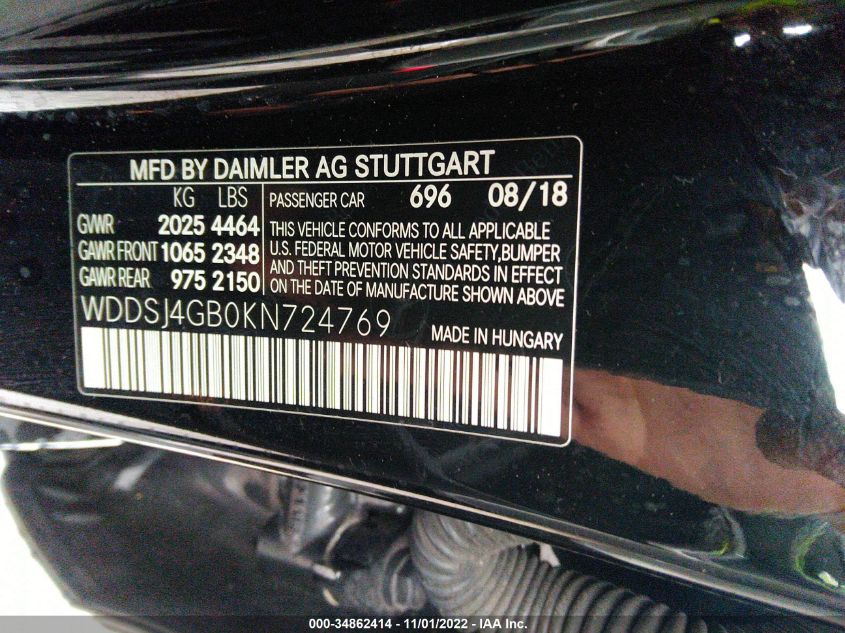 MFD BY DAIMLER AG STUTTGART
KG LBS
GVWR 2025 4464
GAWR FRONT 1065 2348
GAWR REAR 975 2150
PASSENGER CAR 696 08/18
THIS VEHICLE CONFORMS TO ALL APPLICABLE
U.S. FEDERAL MOTOR VEHICLE SAFETY,BUMPER
AND THEFT PREVENTION STANDARDS IN EFFECT
ON THE DATE OF MANUFACTURE SHOWN ABOVE
WDDSJ4GB0KN724769
MADE IN HUNGARY
000-34862414 - 11/01/2022 - IAA Inc.